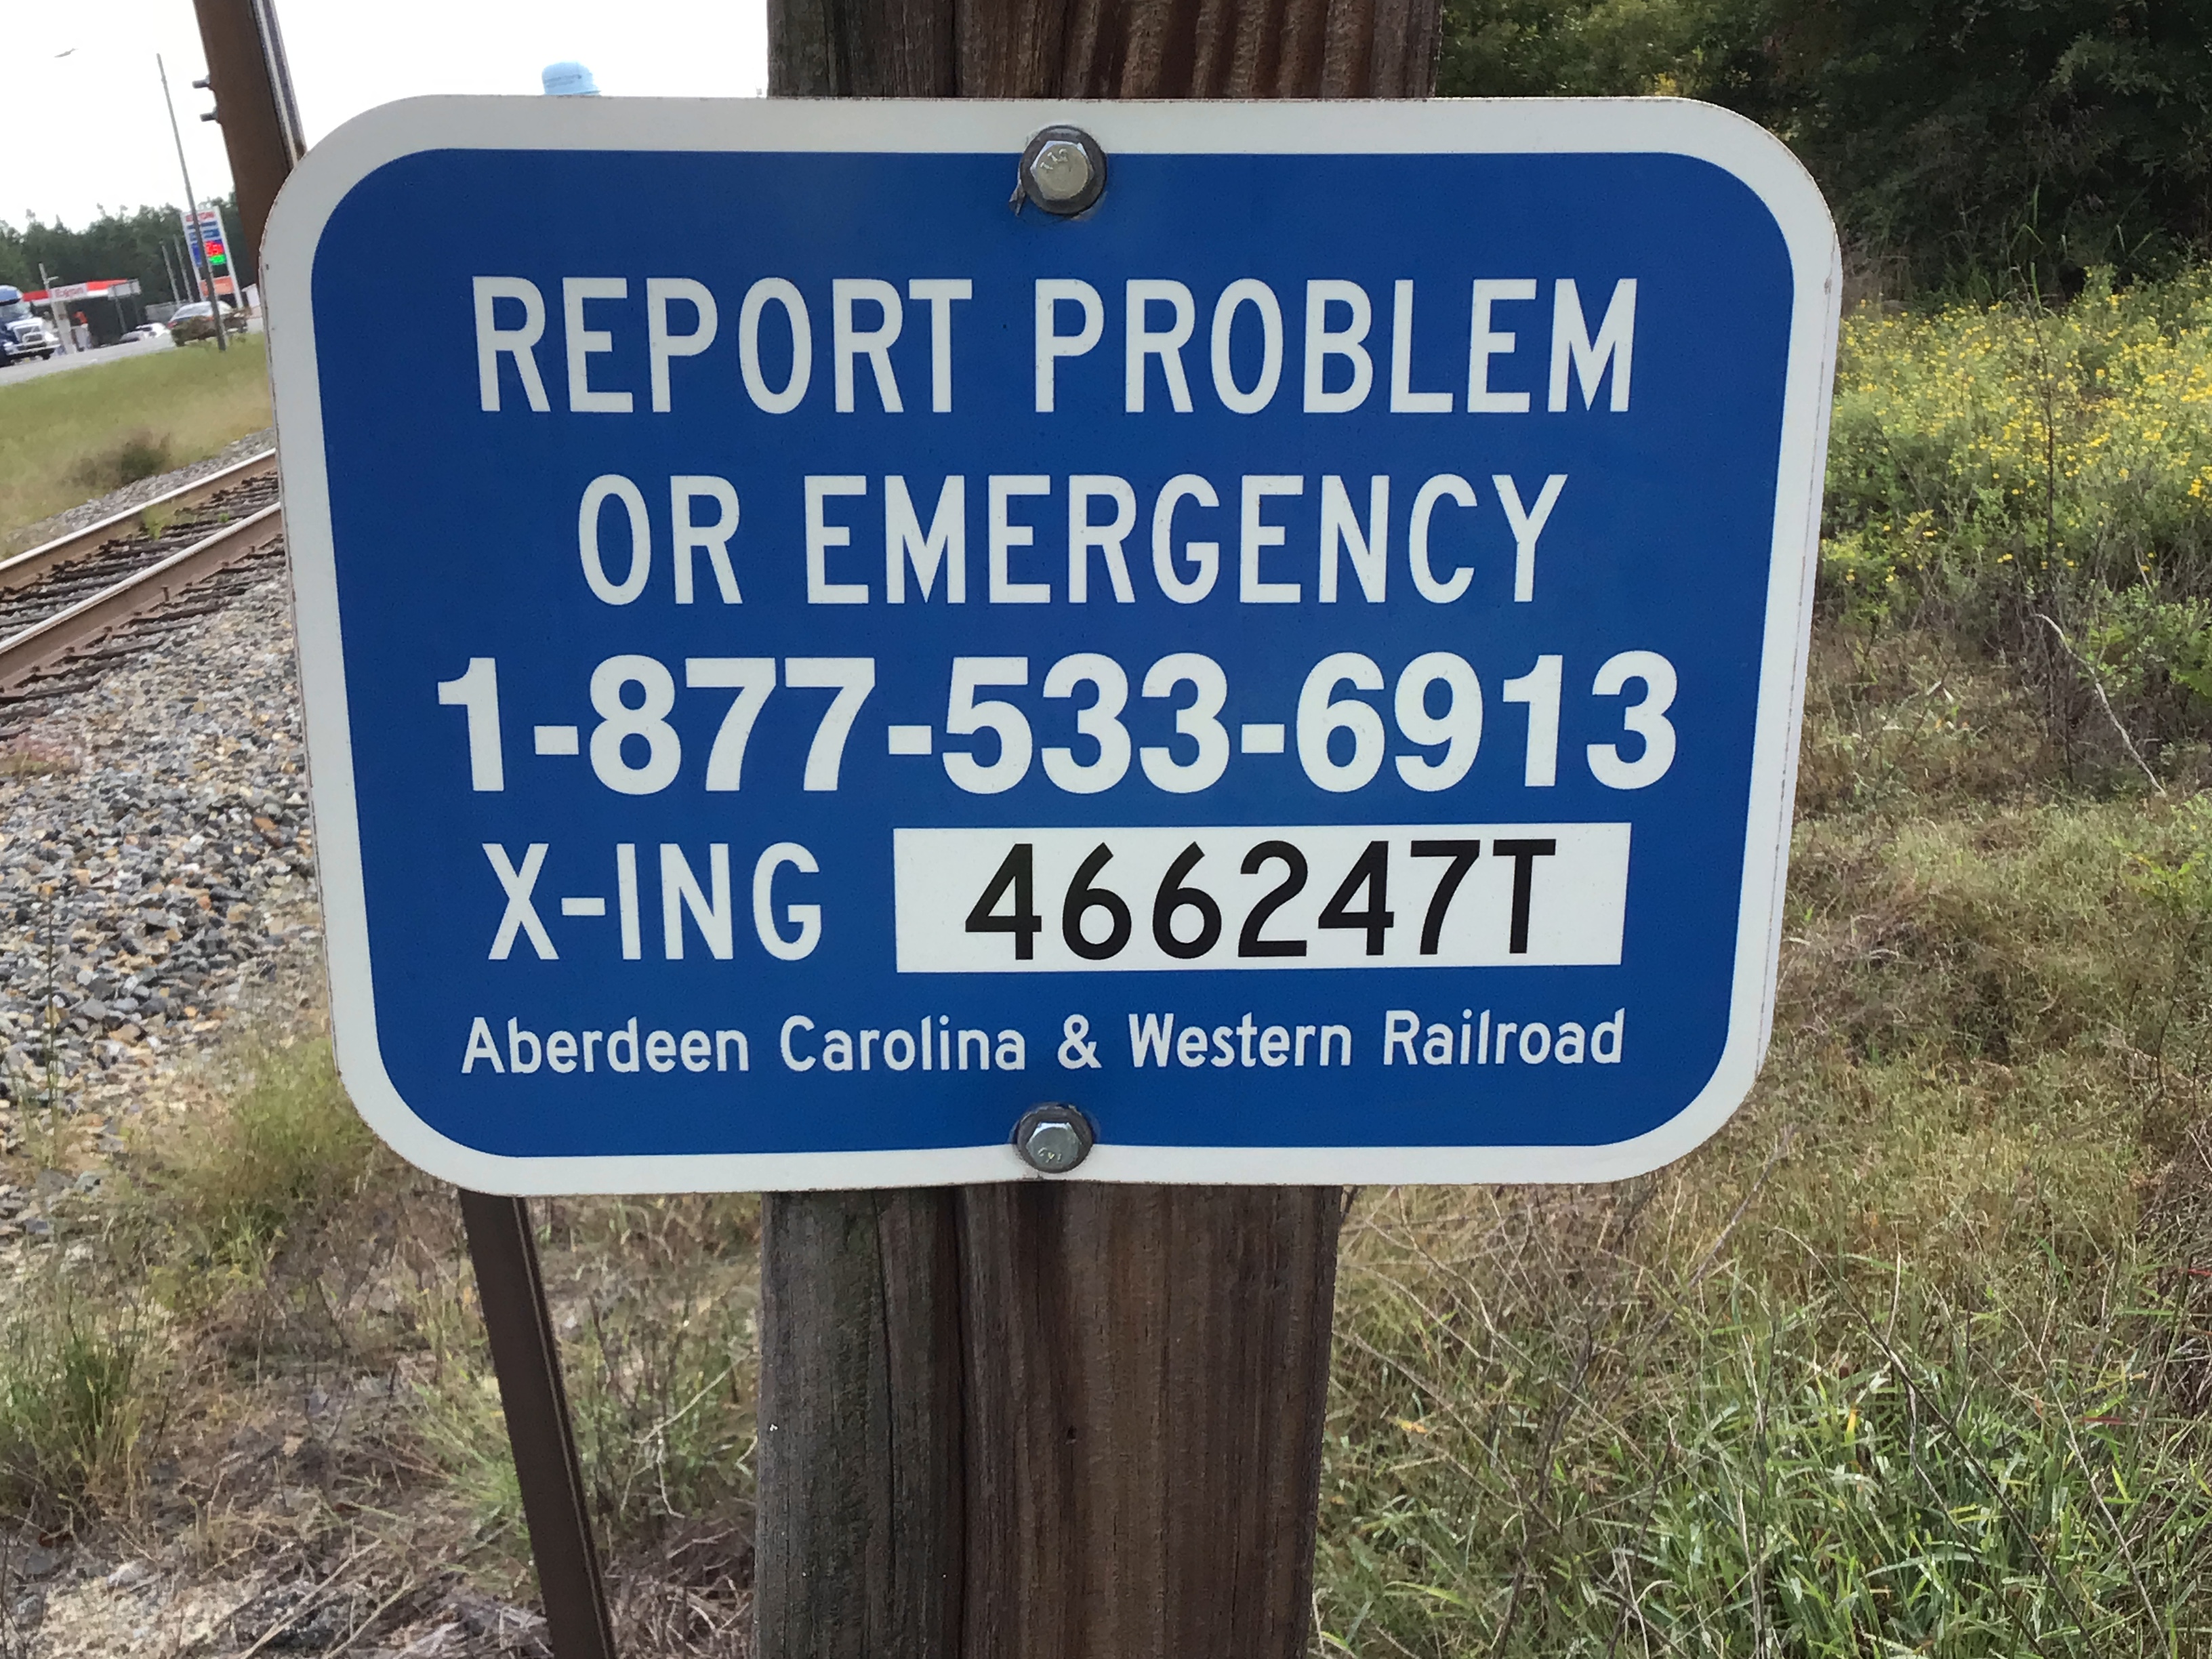 REPORT PROBLEM
OR EMERGENCY
1-877-533-6913
X-ING 466247T
Aberdeen Carolina & Western Railroad